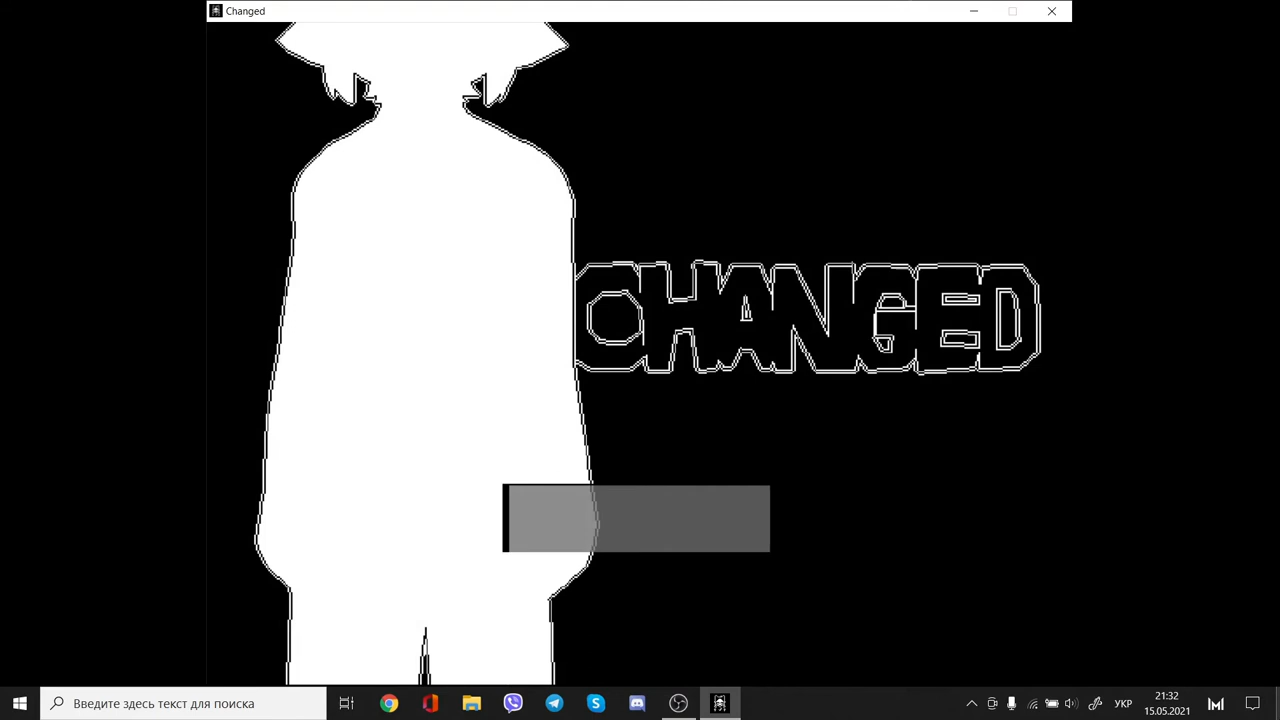 Changed
CHANGED
Введите здесь текст для поиска
УКР
21:32
15.05.2021